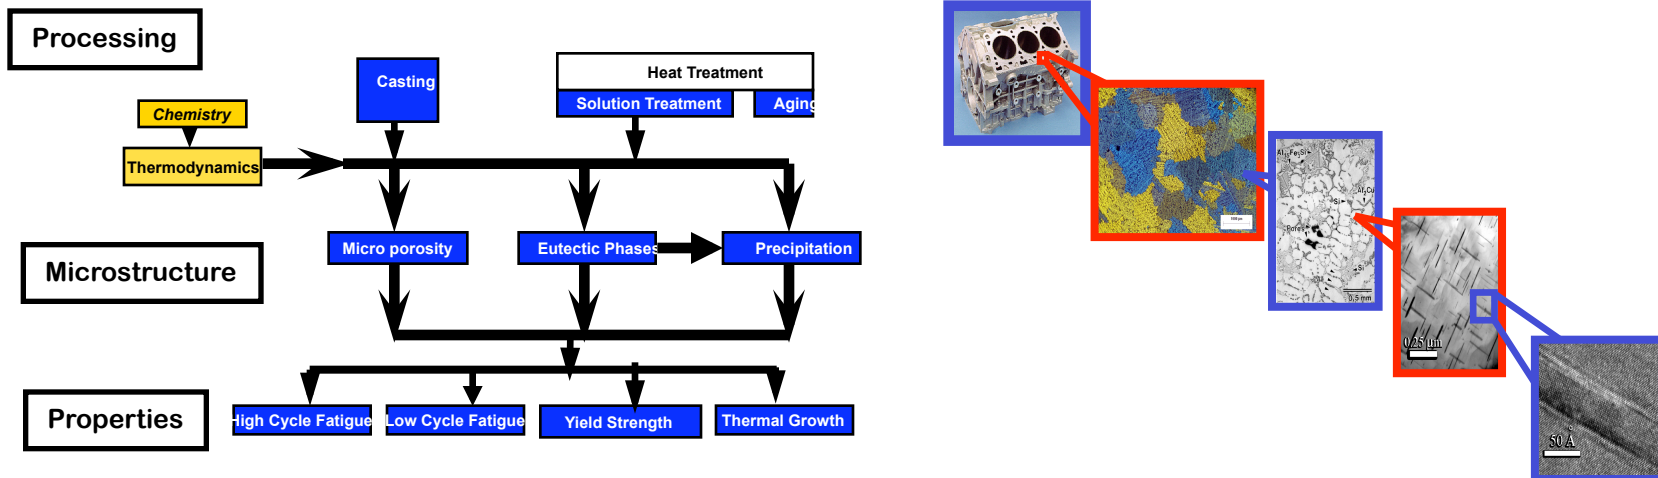 Processing
Casting
Heat Treatment
Solution Treatment
Aging
Chemistry
Thermodynamics
Microstructure
Micro porosity
Eutectic Phases
Precipitation
Properties
High Cycle Fatigue
Low Cycle Fatigue
Yield Strength
Thermal Growth
Si
Pores
Si
0.5 mm
0.25 µm
50 Å